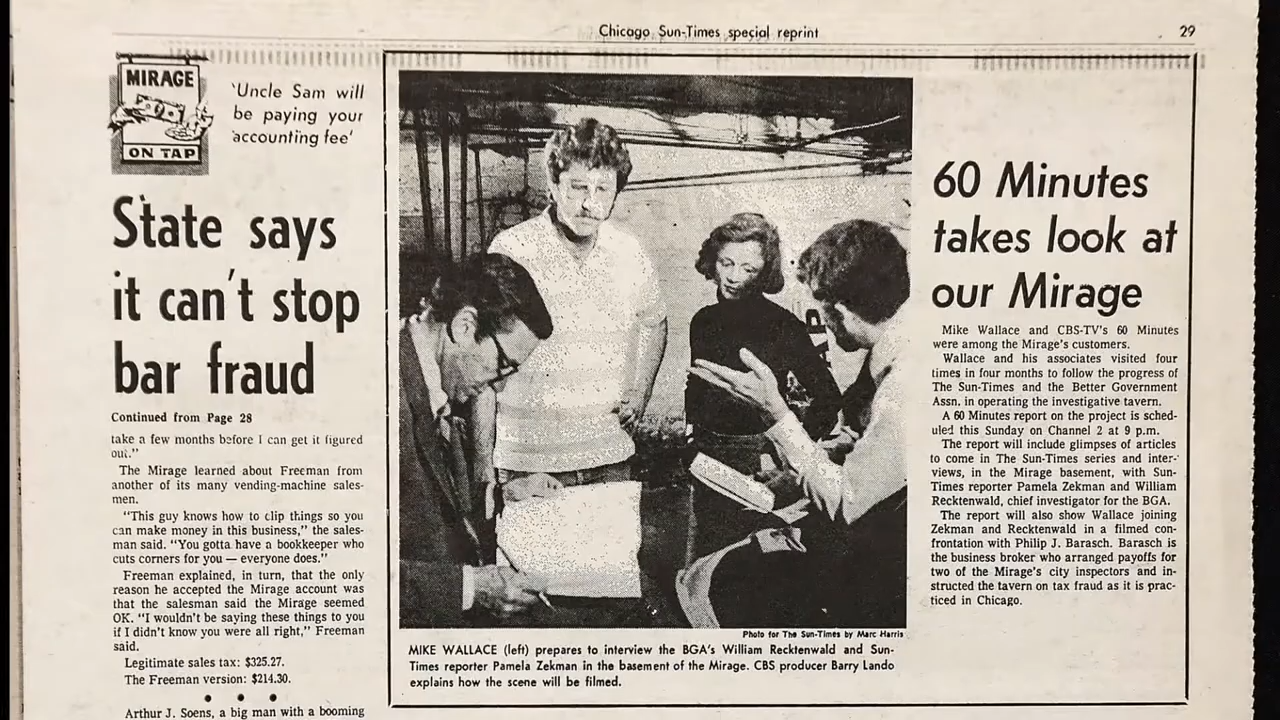 Chicago Sun-Times special reprint
29
MIRAGE
ON TAP
'Uncle Sam will
be paying your
accounting fee'
State says
it can't stop
bar fraud
Continued from Page 28
take a few months before I can get it figured
out."
The Mirage learned about Freeman from
another of its many vending-machine sales-
men.
"This guy knows how to clip things so you
can make money in this business," the sales-
man said. "You gotta have a bookkeeper who
cuts corners for you — everyone does."
Freeman explained, in turn, that the only
reason he accepted the Mirage account was
that the salesman said the Mirage seemed
OK. "I wouldn't be saying these things to you
if I didn't know you were all right," Freeman
said.
Legitimate sales tax: $325.27.
The Freeman version: $214.30.
• • •
Arthur J. Soens, a big man with a booming
Photo for The Sun-Times by Marc Harris
MIKE WALLACE (left) prepares to interview the BGA's William Recktenwald and Sun-
Times reporter Pamela Zekman in the basement of the Mirage. CBS producer Barry Lando
explains how the scene will be filmed.
60 Minutes
takes look at
our Mirage
Mike Wallace and CBS-TV's 60 Minutes
were among the Mirage's customers.
Wallace and his associates visited four
times in four months to follow the progress of
The Sun-Times and the Better Government
Assn. in operating the investigative tavern.
A 60 Minutes report on the project is sched-
uled this Sunday on Channel 2 at 9 p.m.
The report will include glimpses of articles
to come in The Sun-Times series and inter-
views, in the Mirage basement, with Sun-
Times reporter Pamela Zekman and William
Recktenwald, chief investigator for the BGA.
The report will also show Wallace joining
Zekman and Recktenwald in a filmed con-
frontation with Philip J. Barasch. Barasch is
the business broker who arranged payoffs for
two of the Mirage's city inspectors and in-
structed the tavern on tax fraud as it is prac-
ticed in Chicago.